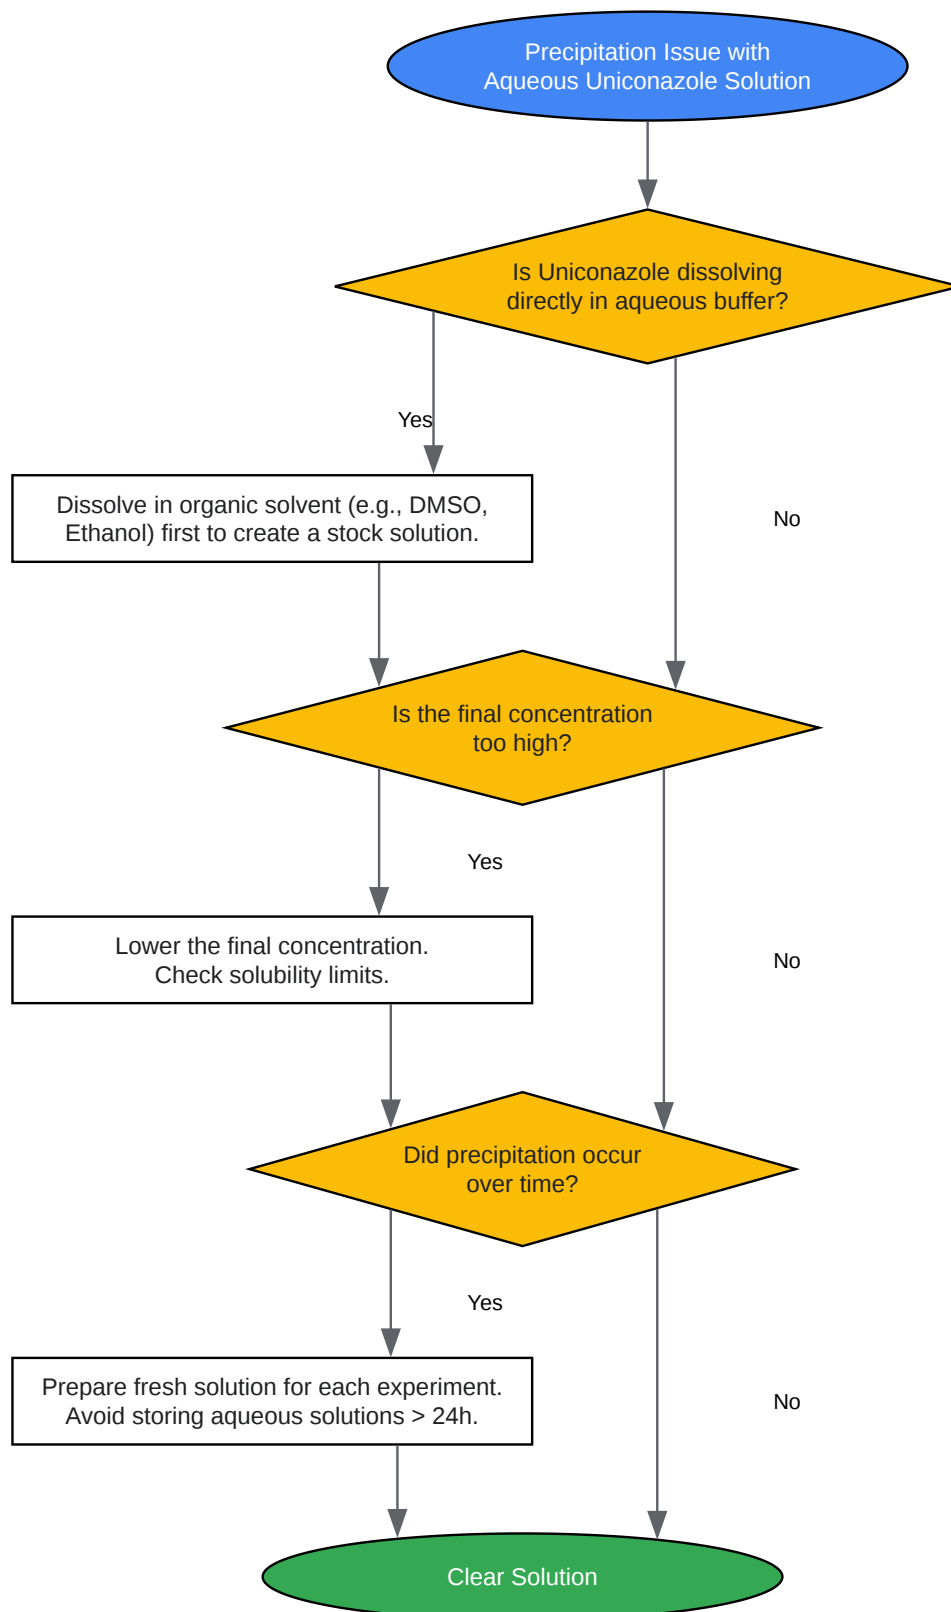 Precipitation Issue with
Aqueous Uniconazole Solution
Is Uniconazole dissolving
directly in aqueous buffer?
Yes
Dissolve in organic solvent (e.g., DMSO,
Ethanol) first to create a stock solution.
No
Is the final concentration
too high?
Yes
Lower the final concentration.
Check solubility limits.
No
Did precipitation occur
over time?
Yes
Prepare fresh solution for each experiment.
Avoid storing aqueous solutions > 24h.
No
Clear Solution